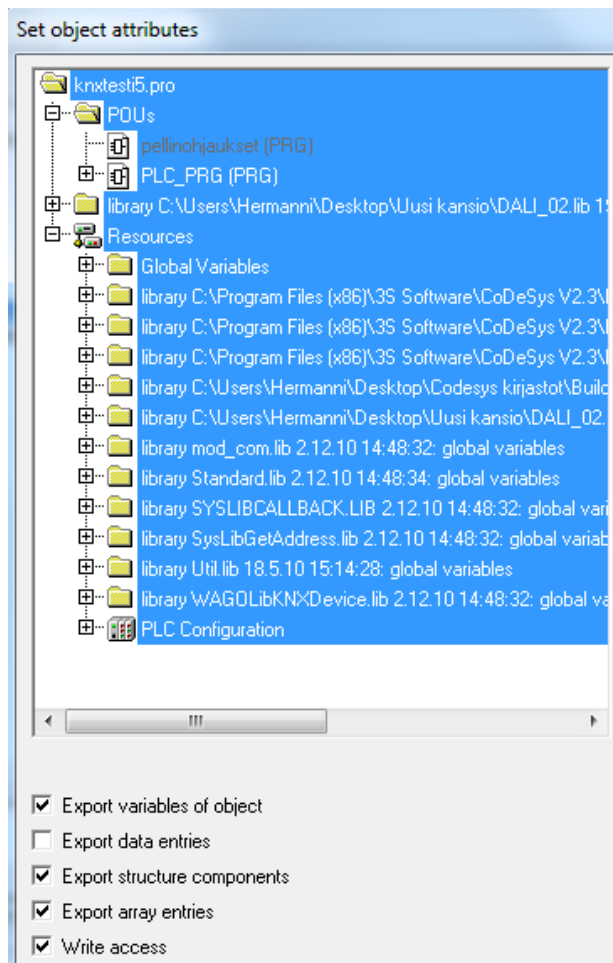 Set object attributes
knxtesti5.pro
POUs
pellinohjaukset (PRG)
PLC_PRG (PRG)
library C:\Users\Hermanni\Desktop\Uusi kansio\DALI_02.lib 1
Resources
Global Variables
library C:\Program Files (x86)\3S Software\CoDeSys V2.3\
library C:\Program Files (x86)\3S Software\CoDeSys V2.3\
library C:\Program Files (x86)\3S Software\CoDeSys V2.3\
library C:\Users\Hermanni\Desktop\Codesys kirjastot\Build
library C:\Users\Hermanni\Desktop\Uusi kansio\DALI_02.
library mod_com.lib 2.12.10 14:48:32: global variables
library Standard.lib 2.12.10 14:48:34: global variables
library SYSLIBCALLBACK.LIB 2.12.10 14:48:32: global vari
library SysLibGetAddress.lib 2.12.10 14:48:32: global variab
library Util.lib 18.5.10 15:14:28: global variables
library WAGOLibKNXDevice.lib 2.12.10 14:48:32: global va
PLC Configuration
Export variables of object
Export data entries
Export structure components
Export array entries
Write access